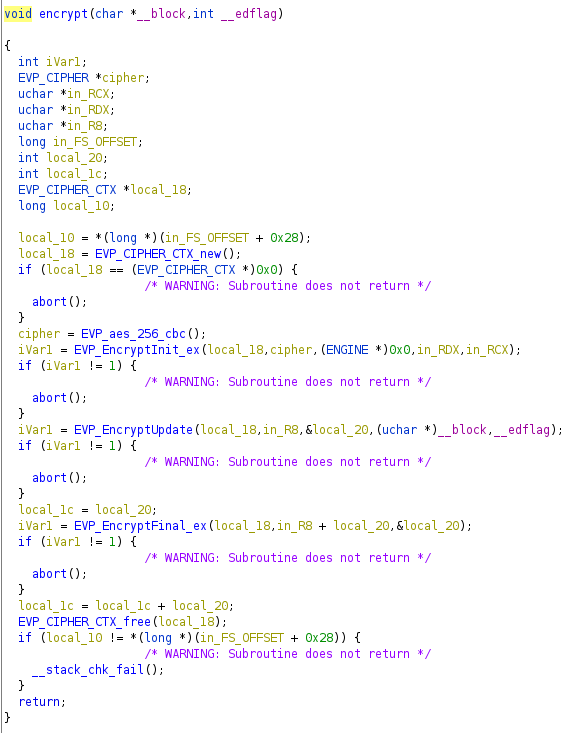 void encrypt(char *__block,int __edflag)
{
int iVar1;
EVP_CIPHER *cipher;
uchar *in_RCX;
uchar *in_RDX;
uchar *in_R8;
long in_FS_OFFSET;
int local_20;
int local_1c;
EVP_CIPHER_CTX *local_18;
long local_10;
local_10 = *(long *)(in_FS_OFFSET + 0x28);
local_18 = EVP_CIPHER_CTX_new();
if (local_18 == (EVP_CIPHER_CTX *)0x0) {
/* WARNING: Subroutine does not return */
abort();
}
cipher = EVP_aes_256_cbc();
iVar1 = EVP_EncryptInit_ex(local_18,cipher,(ENGINE *)0x0,in_RDX,in_RCX);
if (iVar1 != 1) {
/* WARNING: Subroutine does not return */
abort();
}
iVar1 = EVP_EncryptUpdate(local_18,in_R8,&local_20,(uchar *)__block,__edflag);
if (iVar1 != 1) {
/* WARNING: Subroutine does not return */
abort();
}
local_1c = local_20;
iVar1 = EVP_EncryptFinal_ex(local_18,in_R8 + local_20,&local_20);
if (iVar1 != 1) {
/* WARNING: Subroutine does not return */
abort();
}
local_1c = local_1c + local_20;
EVP_CIPHER_CTX_free(local_18);
if (local_10 != *(long *)(in_FS_OFFSET + 0x28)) {
/* WARNING: Subroutine does not return */
__stack_chk_fail();
}
return;
}